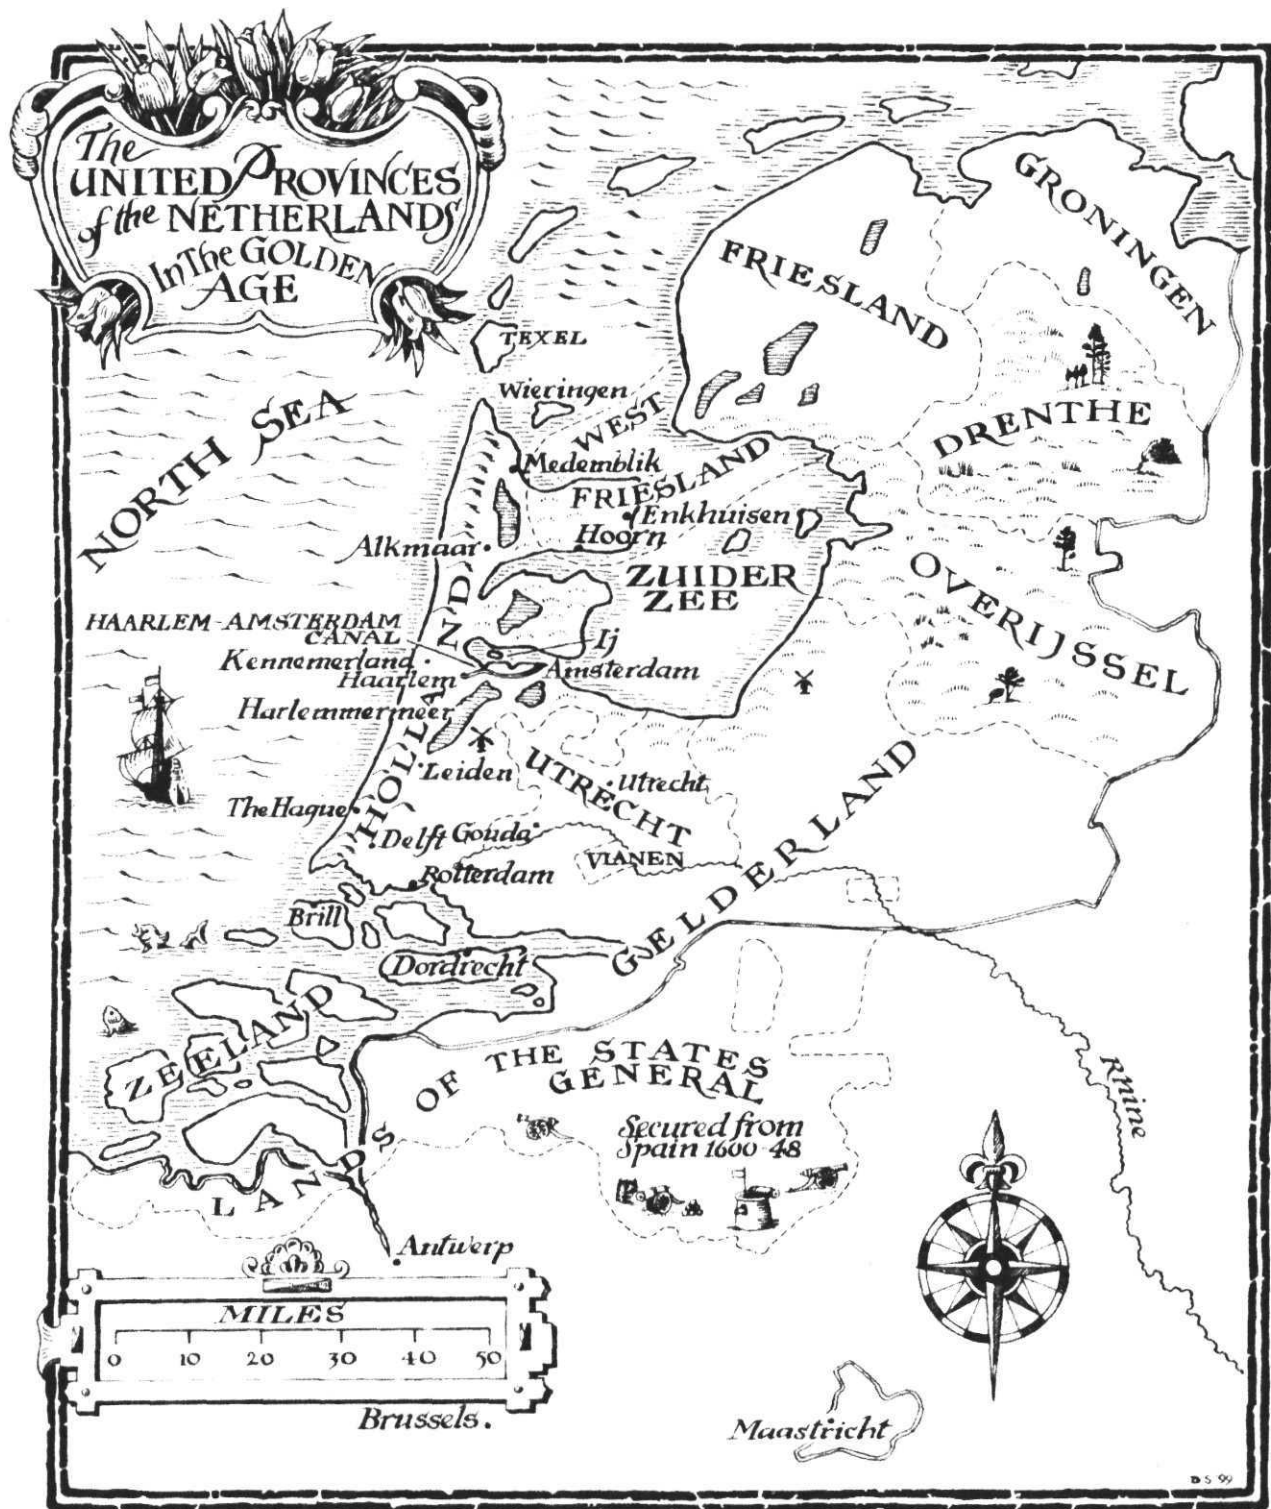 The
UNITED PROVINCES
of the NETHERLANDS
In The GOLDEN
AGE
GRONINGEN
FRIESLAND
TEXEL
Wieringen
WEST
FRIESLAND
DRENTHE
NORTH SEA
Medemblik
Enkhuisen
Hoorn
Alkmaar
ZUIDER
ZEE
OVERIJSSEL
HAARLEM-AMSTERDAM
CANAL
Ij
Kennemerland
Haarlem
Amsterdam
Harlemmermeer
HOLLAND
Leiden
UTRECHT
Utrecht
The Hague
Delft
Gouda
VIANEN
Rotterdam
GELDERLAND
Brill
Dordrecht
ZEELAND
LANDS OF THE STATES
GENERAL
Secured from
Spain 1600-48
Rhine
Antwerp
MILES
0 10 20 30 40 50
Brussels.
Maastricht
DS 99